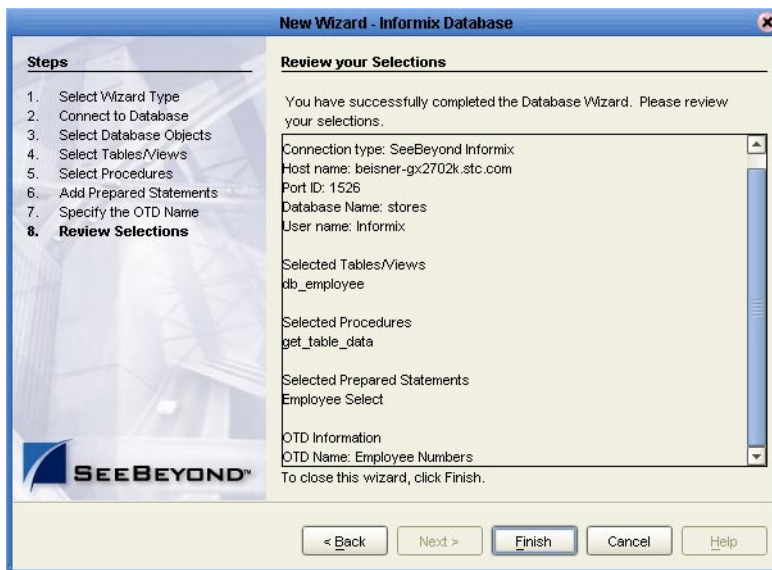 New Wizard - Informix Database
Steps
1. Select Wizard Type
2. Connect to Database
3. Select Database Objects
4. Select Tables/Views
5. Select Procedures
6. Add Prepared Statements
7. Specify the OTD Name
8. Review Selections
SEEBEYOND™
Review your Selections
You have successfully completed the Database Wizard. Please review
your selections.
Connection type: SeeBeyond Informix
Host name: beisner-gx2702k.stc.com
Port ID: 1526
Database Name: stores
User name: Informix
Selected Tables/Views
db_employee
Selected Procedures
get_table_data
Selected Prepared Statements
Employee Select
OTD Information
OTD Name: Employee Numbers
To close this wizard, click Finish.
< Back Next > Finish Cancel Help